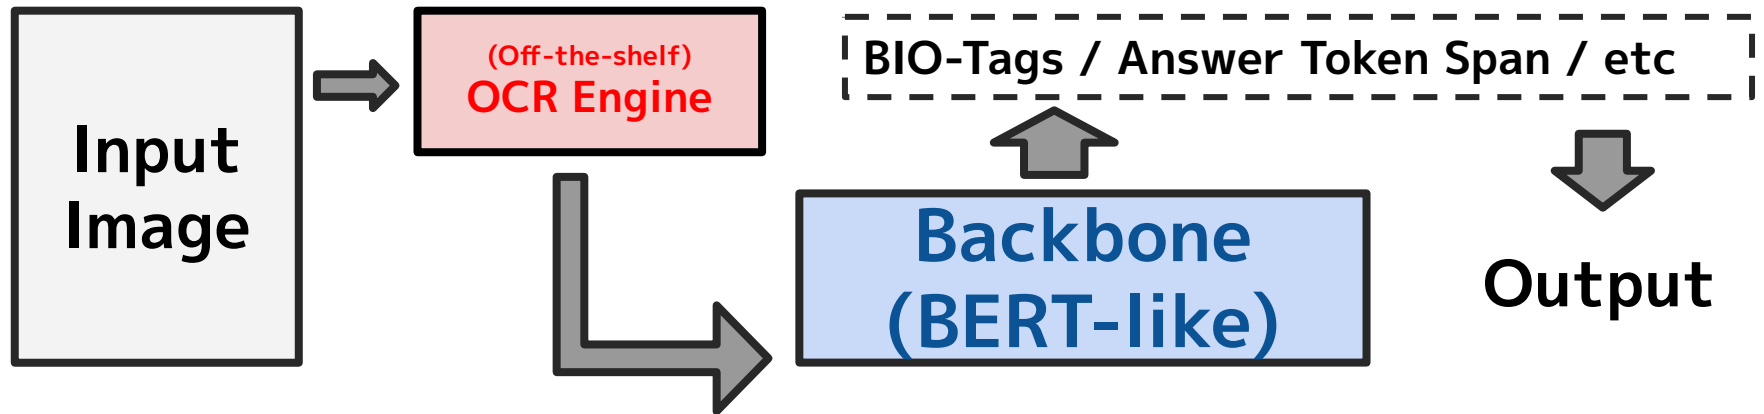 Input
Image
(Off-the-shelf)
OCR Engine
BIO-Tags / Answer Token Span / etc
Backbone
(BERT-like)
Output